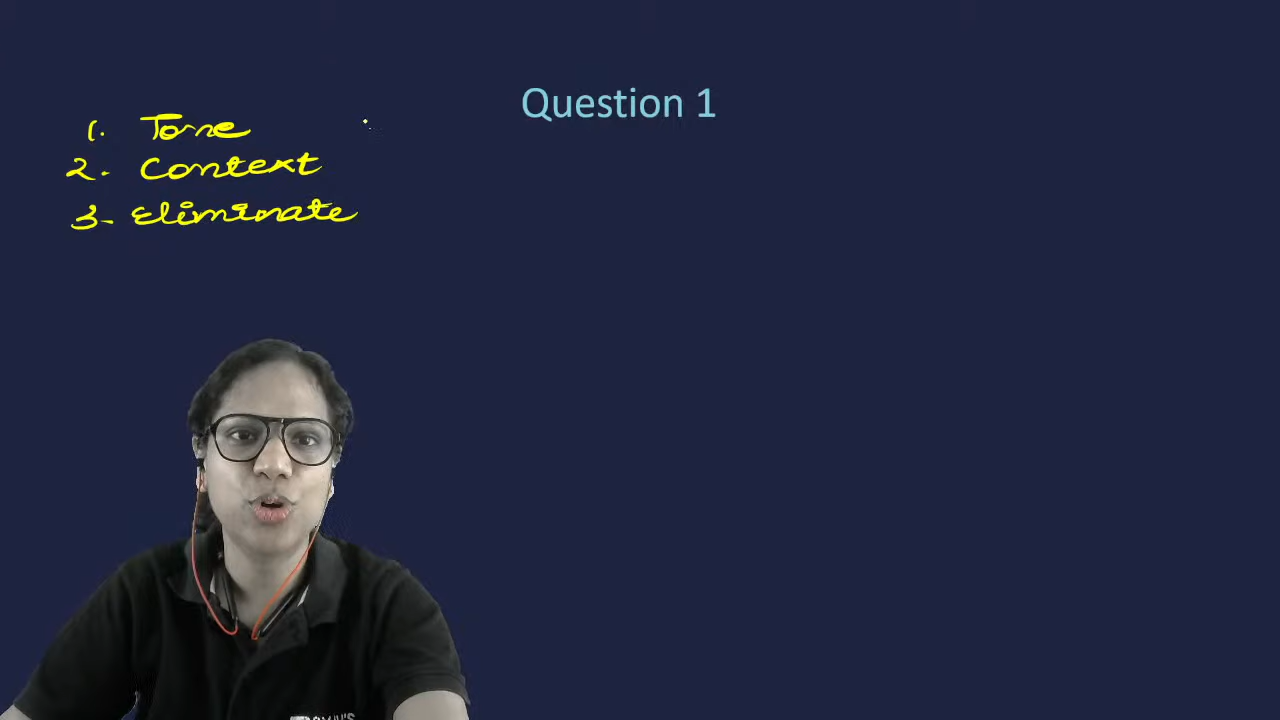 Question 1
1. Tone
2. Context
3. Eliminate